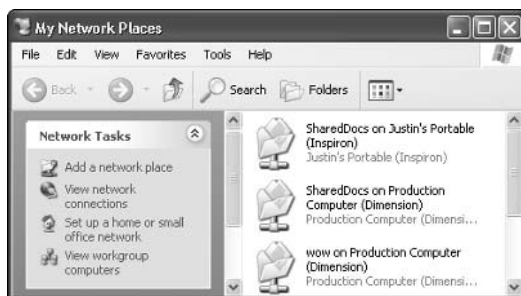 My Network Places
File Edit View Favorites Tools Help
Back Search Folders
Network Tasks
Add a network place
View network
connections
Set up a home or small
office network
View workgroup
computers
SharedDocs on Justin's Portable
(Inspiron)
Justin's Portable (Inspiron)
SharedDocs on Production
Computer (Dimension)
Production Computer (Dimensi...
wow on Production Computer
(Dimension)
Production Computer (Dimensi...